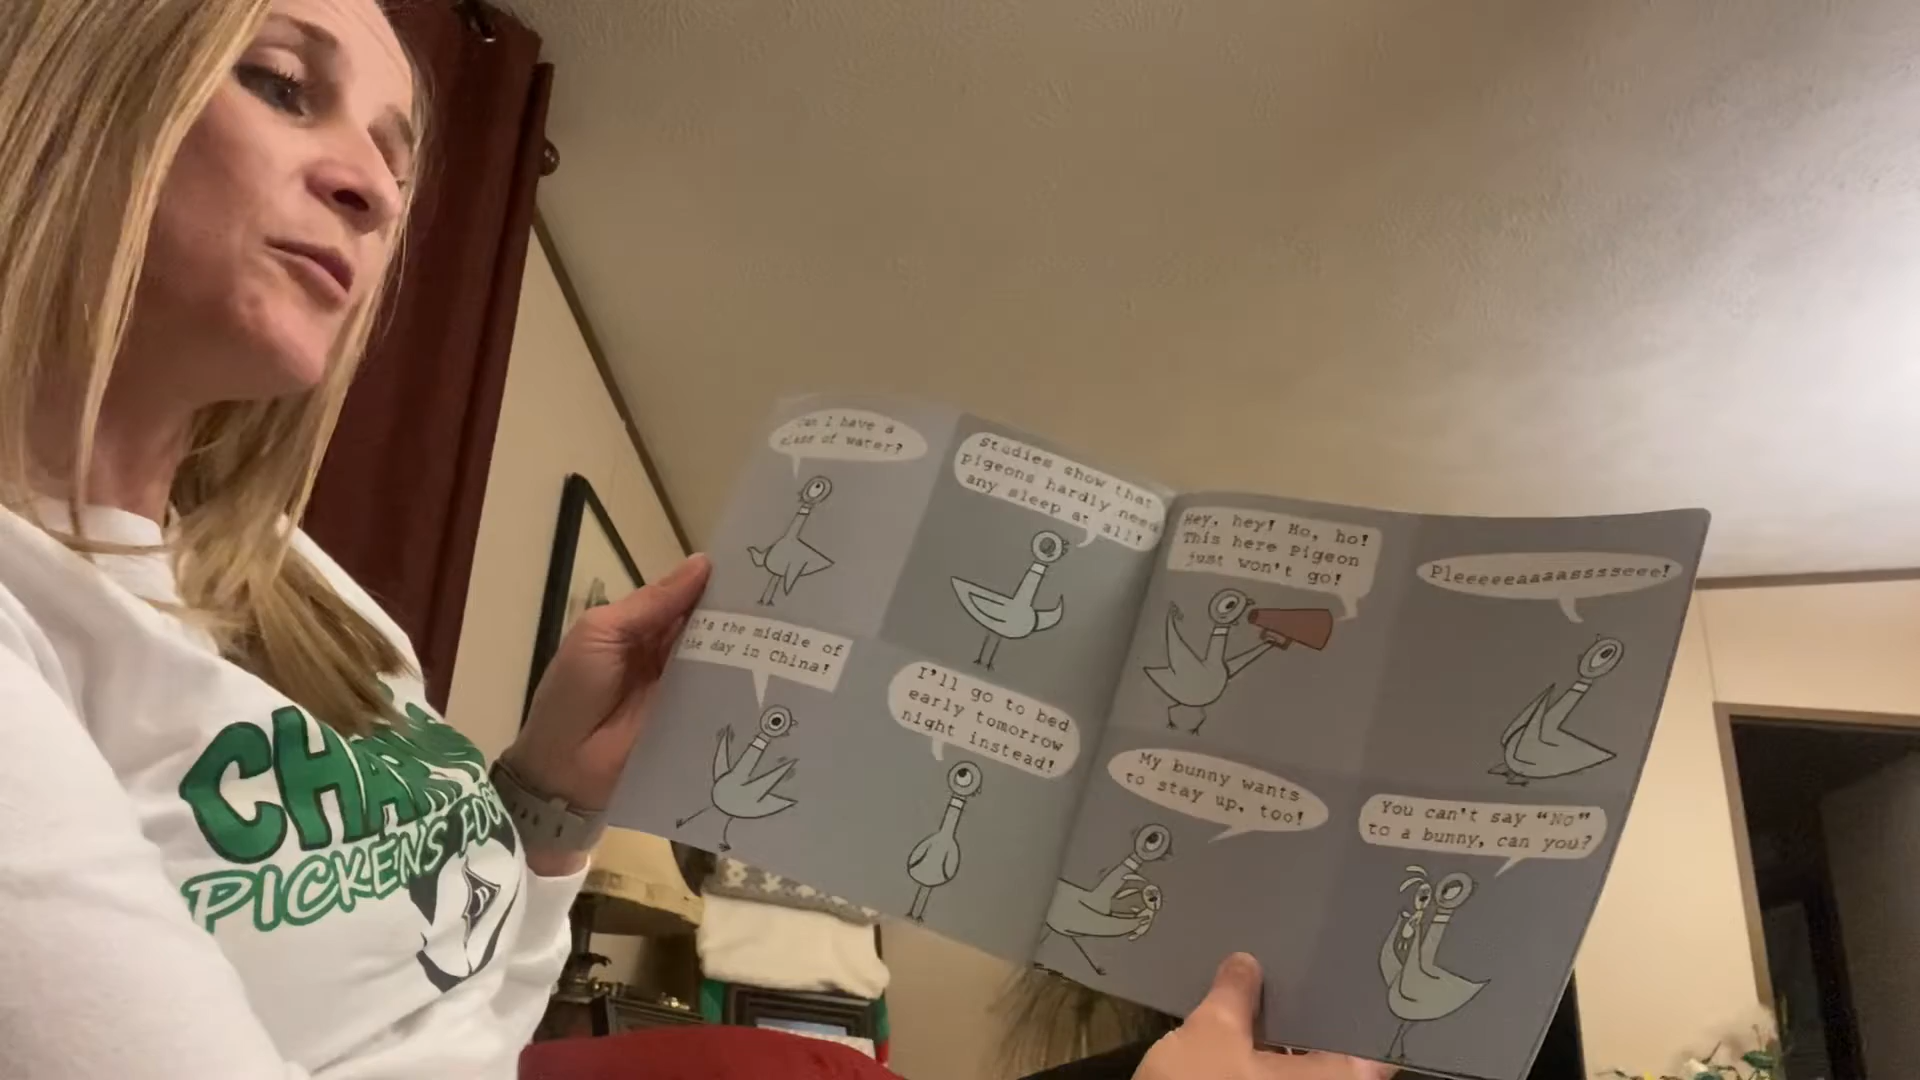 Can I have a
glass of water?
Studies show that
pigeons hardly need
any sleep at all!
It's the middle of
the day in China!
I'll go to bed
early tomorrow
night instead!
Hey, hey! Ho, ho!
This here Pigeon
just won't go!
Pleeeeeaaaassssseee!
My bunny wants
to stay up, too!
You can't say "NO"
to a bunny, can you?
PICKENS